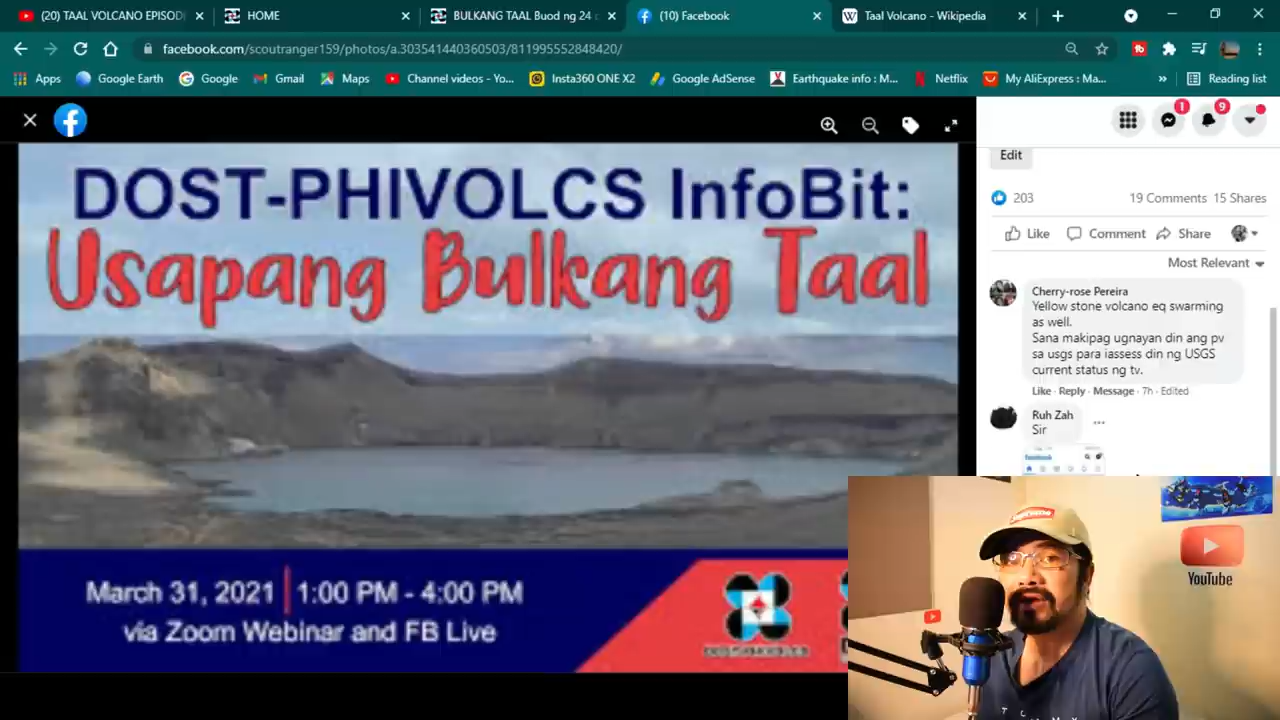 (20) TAAL VOLCANO EPISOD
HOME
BULKANG TAAL Buod ng 24 o
(10) Facebook
Taal Volcano - Wikipedia
facebook.com/scoutranger159/photos/a.303541440360503/811995552848420/
Apps
Google Earth
Google
Gmail
Maps
Channel videos - Yo...
Insta360 ONE X2
Google AdSense
Earthquake info : M...
Netflix
My AliExpress : Ma...
»
Reading list
1
9
DOST-PHIVOLCS InfoBit:
Usapang Bulkang Taal
March 31, 2021 | 1:00 PM - 4:00 PM
via Zoom Webinar and FB Live
Edit
203
19 Comments 15 Shares
Like
Comment
Share
Most Relevant
Cherry-rose Pereira
Yellow stone volcano eq swarming
as well.
Sana makipag ugnayan din ang pv
sa usgs para iassess din ng USGS
current status ng tv.
Like · Reply · Message · 7h · Edited
Ruh Zah
Sir
facebook
Supreme
YouTube